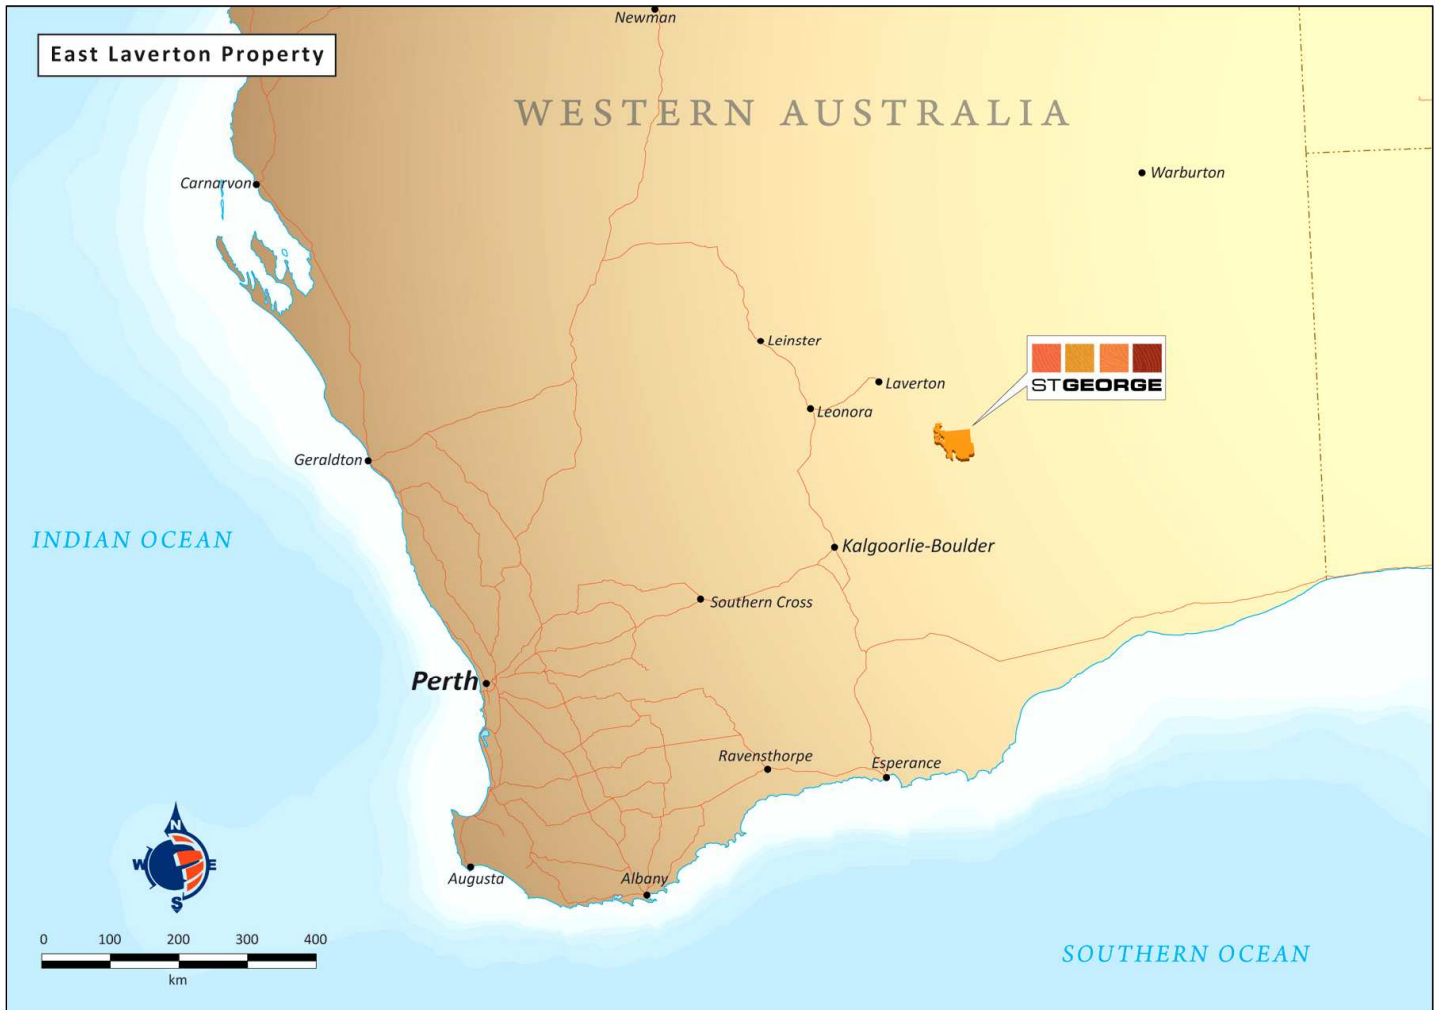 Newman
East Laverton Property
WESTERN AUSTRALIA
Carnarvon
Warburton
Leinster
STGEORGE
Laverton
Leonora
Geraldton
INDIAN OCEAN
Kalgoorlie-Boulder
Southern Cross
Perth
Ravensthorpe
Esperance
N
W E
S
Augusta
Albany
0 100 200 300 400
km
SOUTHERN OCEAN